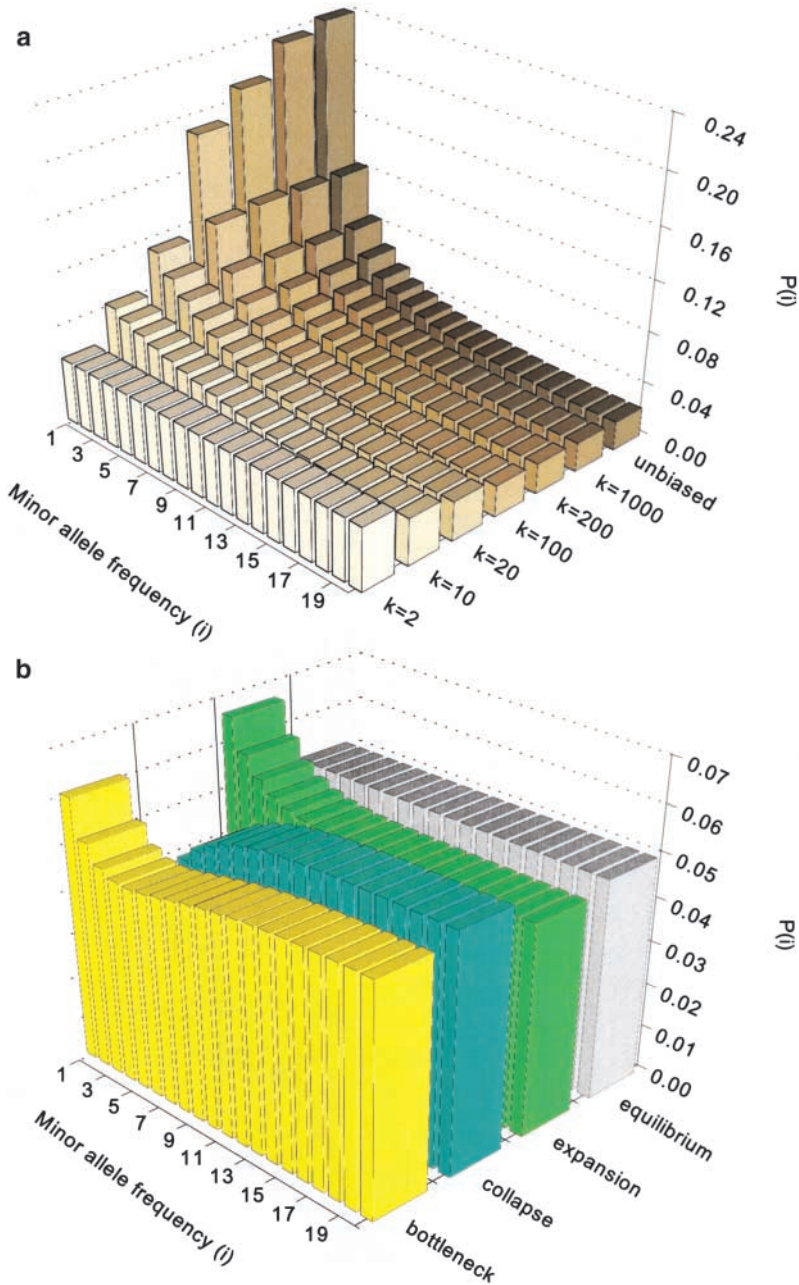 a
0.24
0.20
0.16
0.12
0.08
0.04
0.00
P(i)
1
3
5
7
9
11
13
15
17
19
Minor allele frequency (i)
k=2
k=10
k=20
k=100
k=200
k=1000
unbiased
b
0.07
0.06
0.05
0.04
0.03
0.02
0.01
0.00
P(i)
1
3
5
7
9
11
13
15
17
19
Minor allele frequency (i)
bottleneck
collapse
expansion
equilibrium